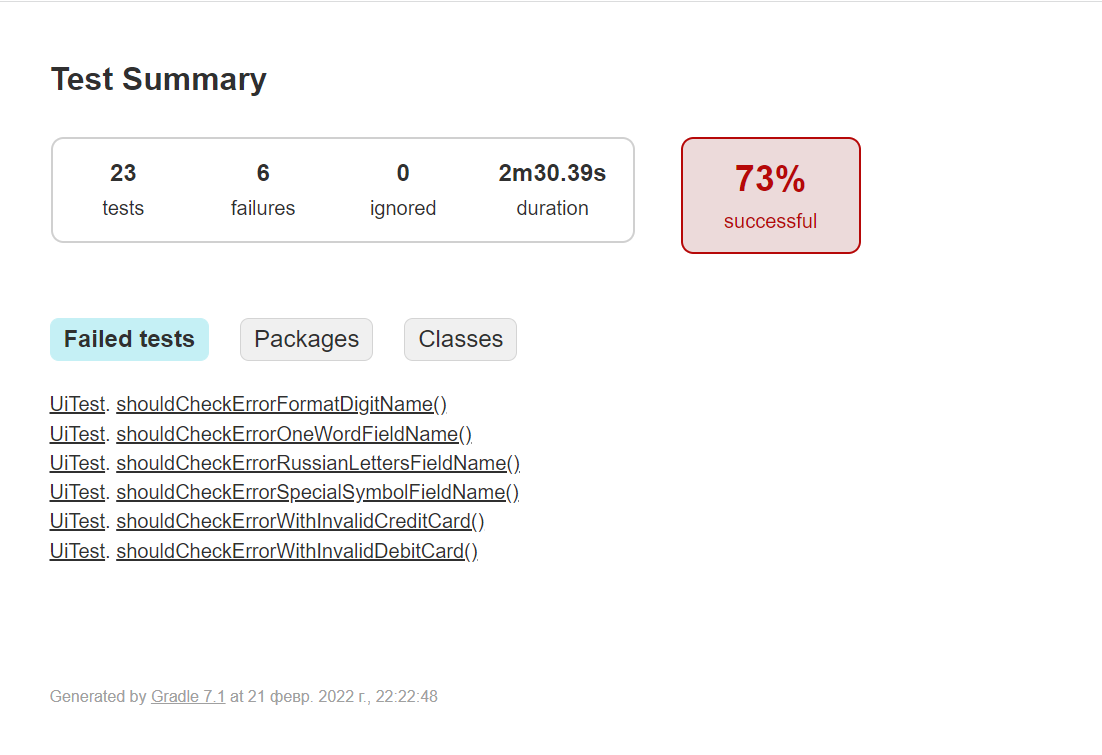 Test Summary
23 6 0 2m30.39s
tests failures ignored duration
73%
successful
Failed tests Packages Classes
UiTest. shouldCheckErrorFormatDigitName()
UiTest. shouldCheckErrorOneWordFieldName()
UiTest. shouldCheckErrorRussianLettersFieldName()
UiTest. shouldCheckErrorSpecialSymbolFieldName()
UiTest. shouldCheckErrorWithInvalidCreditCard()
UiTest. shouldCheckErrorWithInvalidDebitCard()
Generated by Gradle 7.1 at 21 февр. 2022 г., 22:22:48